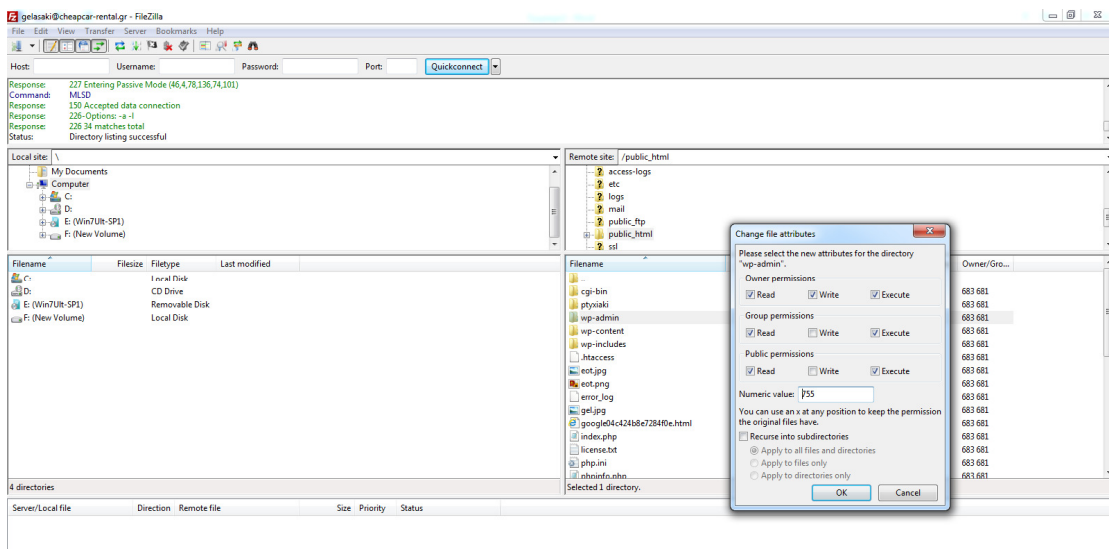 gelasaki@cheapcar-rental.gr - FileZilla
File Edit View Transfer Server Bookmarks Help
Host: Username: Password: Port: Quickconnect
Response: 227 Entering Passive Mode (46,4,78,136,74,101)
Command: MLSD
Response: 150 Accepted data connection
Response: 226-Options: -a -l
Response: 226 34 matches total
Status: Directory listing successful
Local site: \
My Documents
Computer
C:
D:
E: (Win7Ult-SP1)
F: (New Volume)
Filename Filesize Filetype Last modified
C: Local Disk
D: CD Drive
E: (Win7Ult-SP1) Removable Disk
F: (New Volume) Local Disk
4 directories
Remote site: /public_html
access-logs
etc
logs
mail
public_ftp
public_html
ssl
Filename Owner/Gro...
..
cgi-bin 683 681
ptyxiaki 683 681
wp-admin 683 681
wp-content 683 681
wp-includes 683 681
.htaccess 683 681
eot.jpg 683 681
eot.png 683 681
error_log 683 681
gel.jpg 683 681
google04c424b8e7284f0e.html 683 681
index.php 683 681
license.txt 683 681
php.ini 683 681
phpinfo.php 683 681
Selected 1 directory.
Change file attributes
Please select the new attributes for the directory
"wp-admin".
Owner permissions
Read Write Execute
Group permissions
Read Write Execute
Public permissions
Read Write Execute
Numeric value: 755
You can use an x at any position to keep the permission
the original files have.
Recurse into subdirectories
Apply to all files and directories
Apply to files only
Apply to directories only
OK Cancel
Server/Local file Direction Remote file Size Priority Status